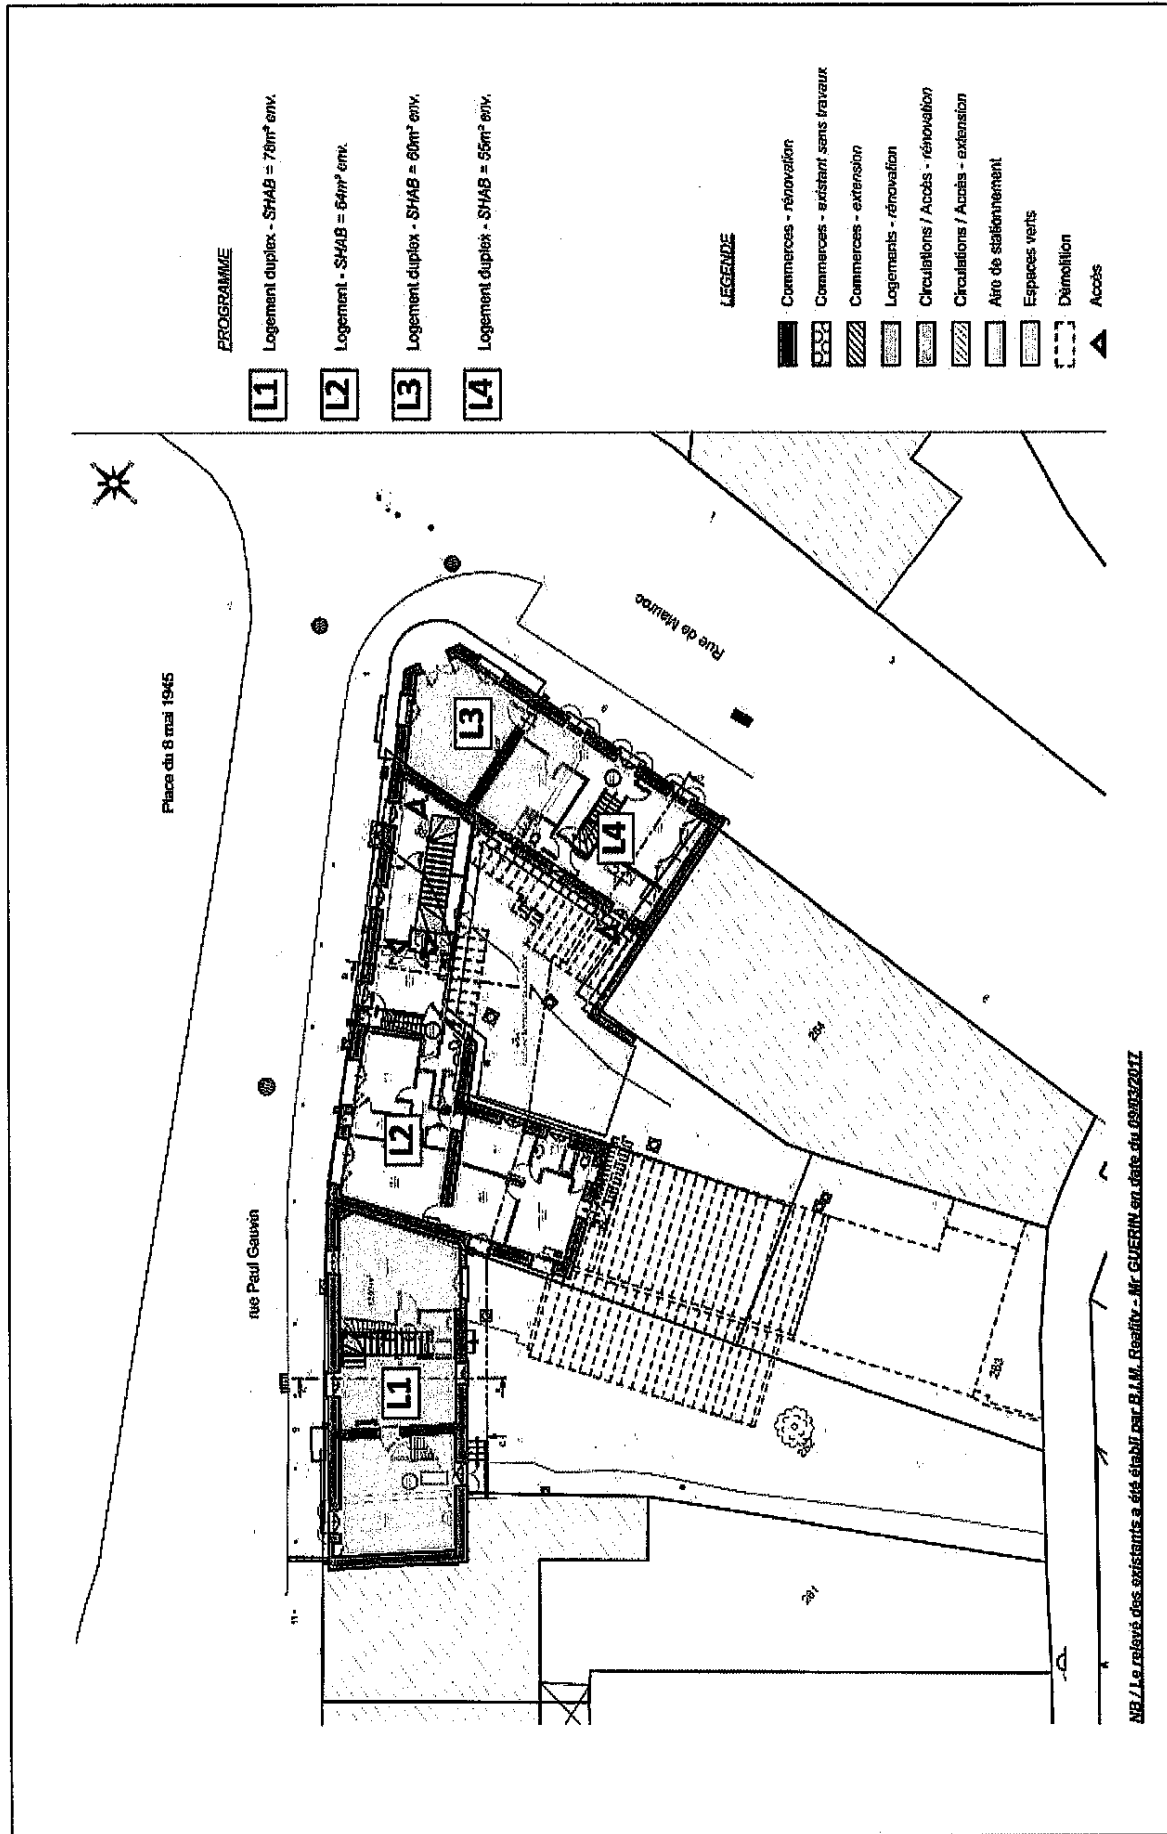 PROGRAMME
L1 Logement duplex - SHAB = 78m² env.
L2 Logement - SHAB = 64m² env.
L3 Logement duplex - SHAB = 60m² env.
L4 Logement duplex - SHAB = 55m² env.
LEGENDE
Commerces - rénovation
Commerces - existant sans travaux
Commerces - extension
Logements - rénovation
Circulations / Accès - rénovation
Circulations / Accès - extension
Aire de stationnement
Espaces verts
Démolition
Accès
Place du 8 mai 1945
rue Paul Gauvin
Rue de Mauroc
L1
L2
L3
L4
11
264
263
281
6
NB / Le relevé des existants a été établi par B.I.M. Reality - Mr GUERIN en date du 09/03/2017